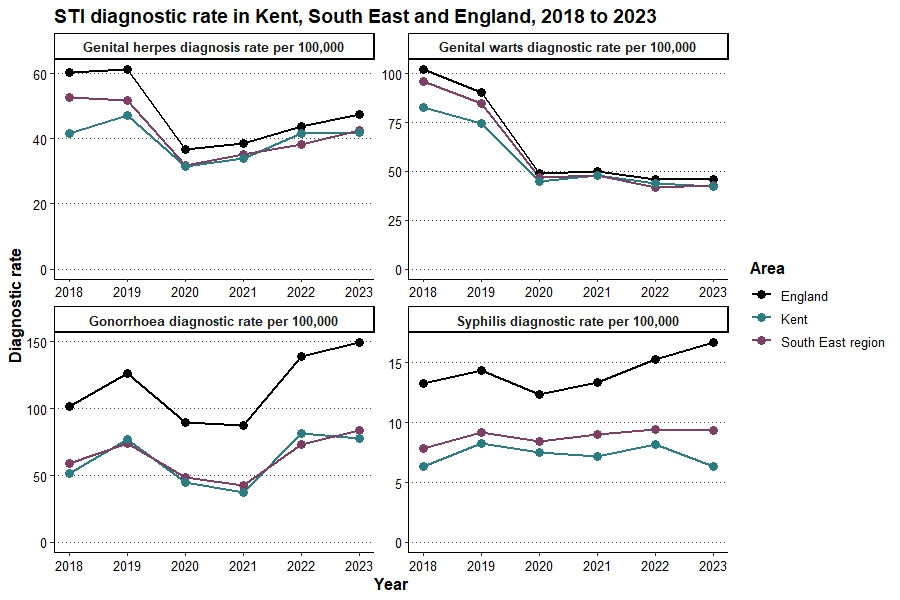 STI diagnostic rate in Kent, South East and England, 2018 to 2023
Genital herpes diagnosis rate per 100,000
Genital warts diagnostic rate per 100,000
60
40
20
0
100
75
50
25
0
2018 2019 2020 2021 2022 2023
2018 2019 2020 2021 2022 2023
Gonorrhoea diagnostic rate per 100,000
Syphilis diagnostic rate per 100,000
150
100
50
0
15
10
5
0
2018 2019 2020 2021 2022 2023
2018 2019 2020 2021 2022 2023
Diagnostic rate
Year
Area
England
Kent
South East region